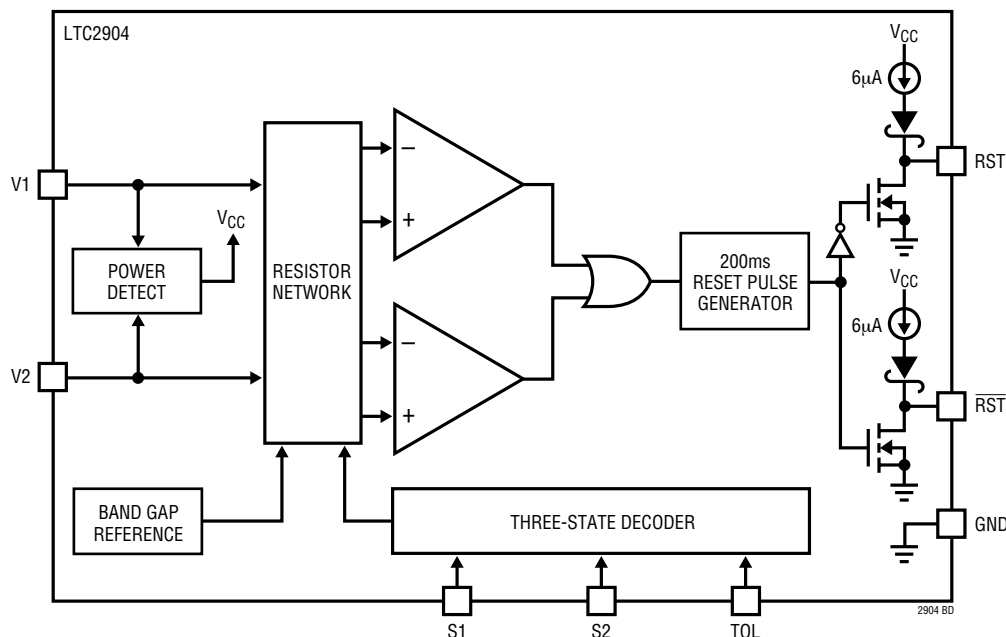 LTC2904
V1
V2
POWER
DETECT
VCC
RESISTOR
NETWORK
–
+
–
+
BAND GAP
REFERENCE
THREE-STATE DECODER
200ms
RESET PULSE
GENERATOR
VCC
6μA
RST
VCC
6μA
R̅S̅T̅
GND
S1
S2
TOL
2904 BD